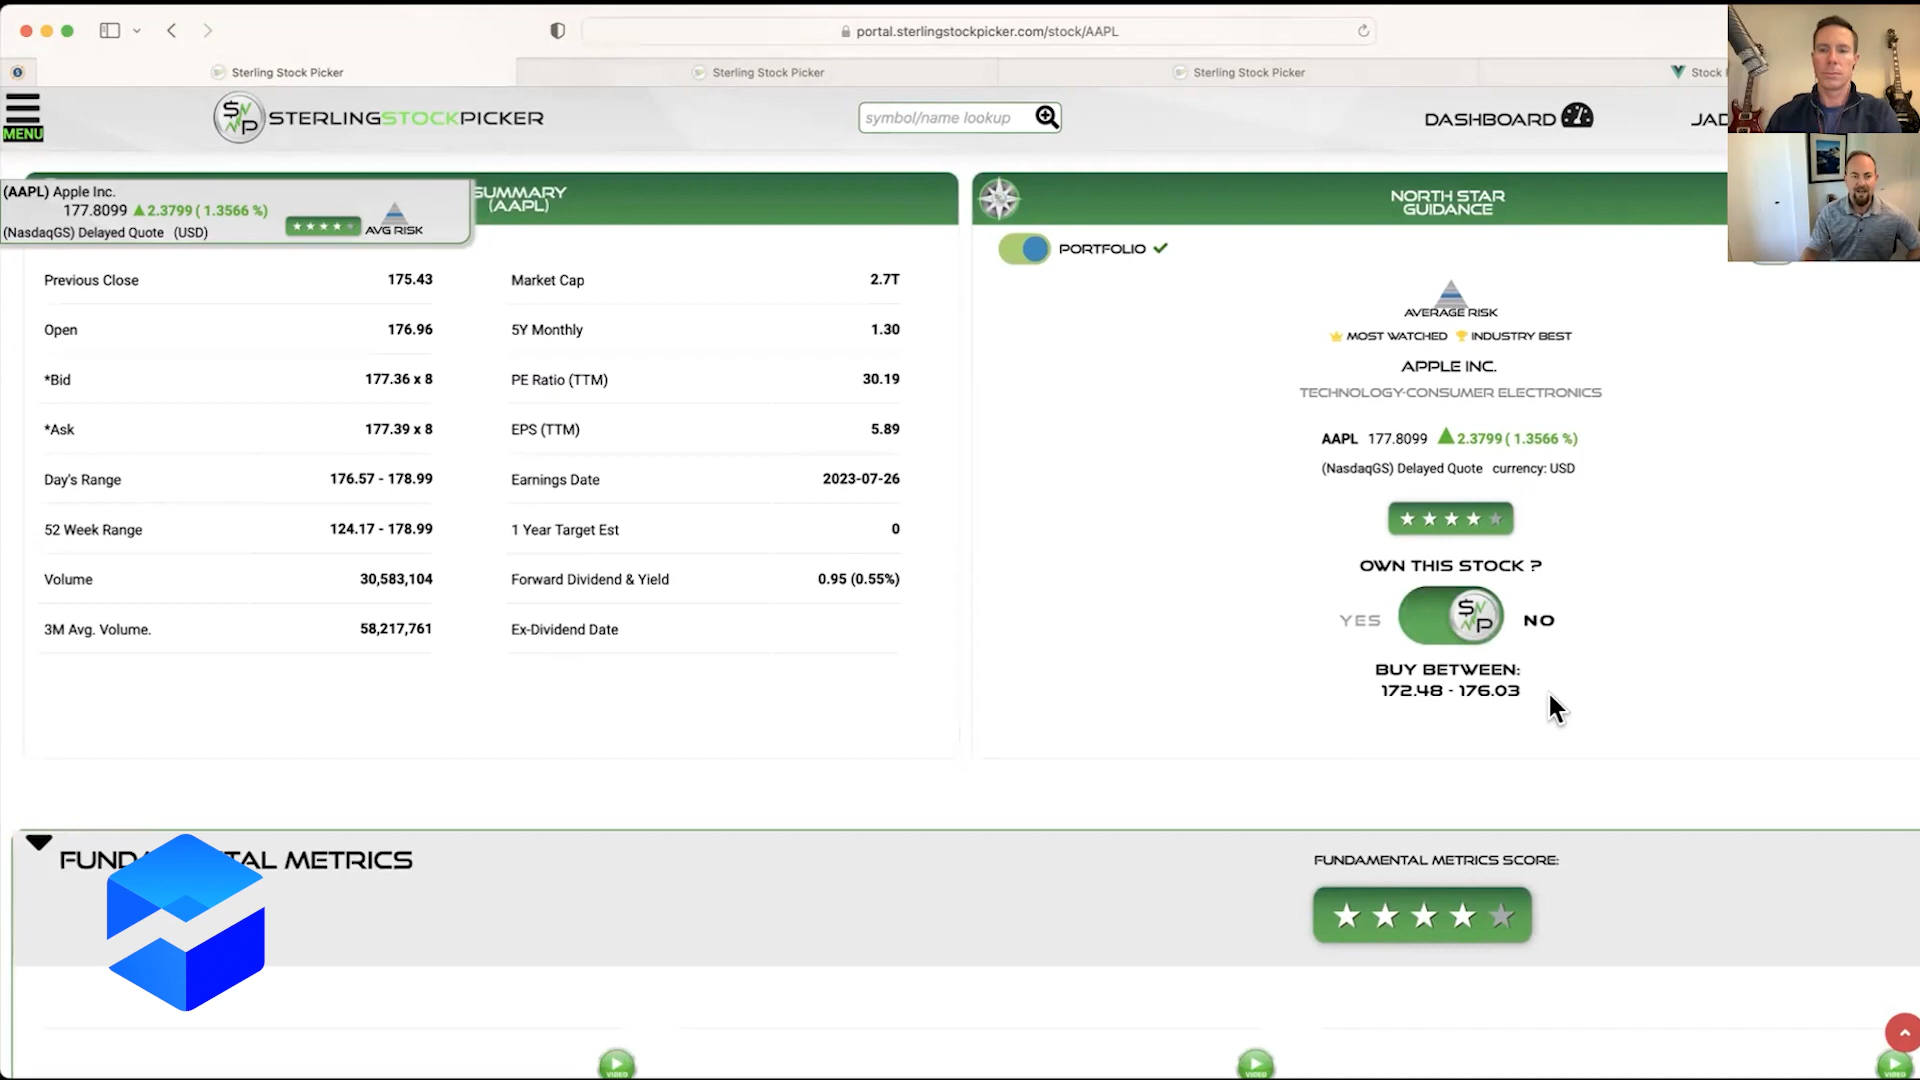 portal.sterlingstockpicker.com/stock/AAPL
Sterling Stock Picker
Sterling Stock Picker
Sterling Stock Picker
Stock
MENU
STERLINGSTOCKPICKER
symbol/name lookup
DASHBOARD
JAD
(AAPL) Apple Inc.
177.8099 ▲2.3799 ( 1.3566 %)
(NasdaqGS) Delayed Quote (USD)
AVG RISK
SUMMARY
(AAPL)
Previous Close 175.43
Open 176.96
*Bid 177.36 x 8
*Ask 177.39 x 8
Day's Range 176.57 - 178.99
52 Week Range 124.17 - 178.99
Volume 30,583,104
3M Avg. Volume. 58,217,761
Market Cap 2.7T
5Y Monthly 1.30
PE Ratio (TTM) 30.19
EPS (TTM) 5.89
Earnings Date 2023-07-26
1 Year Target Est 0
Forward Dividend & Yield 0.95 (0.55%)
Ex-Dividend Date
NORTH STAR
GUIDANCE
PORTFOLIO
AVERAGE RISK
MOST WATCHED INDUSTRY BEST
APPLE INC.
TECHNOLOGY-CONSUMER ELECTRONICS
AAPL 177.8099 ▲2.3799 ( 1.3566 %)
(NasdaqGS) Delayed Quote currency: USD
OWN THIS STOCK ?
YES NO
BUY BETWEEN:
172.48 - 176.03
FUND TAL METRICS
FUNDAMENTAL METRICS SCORE:
VIDEO
VIDEO
VIDEO